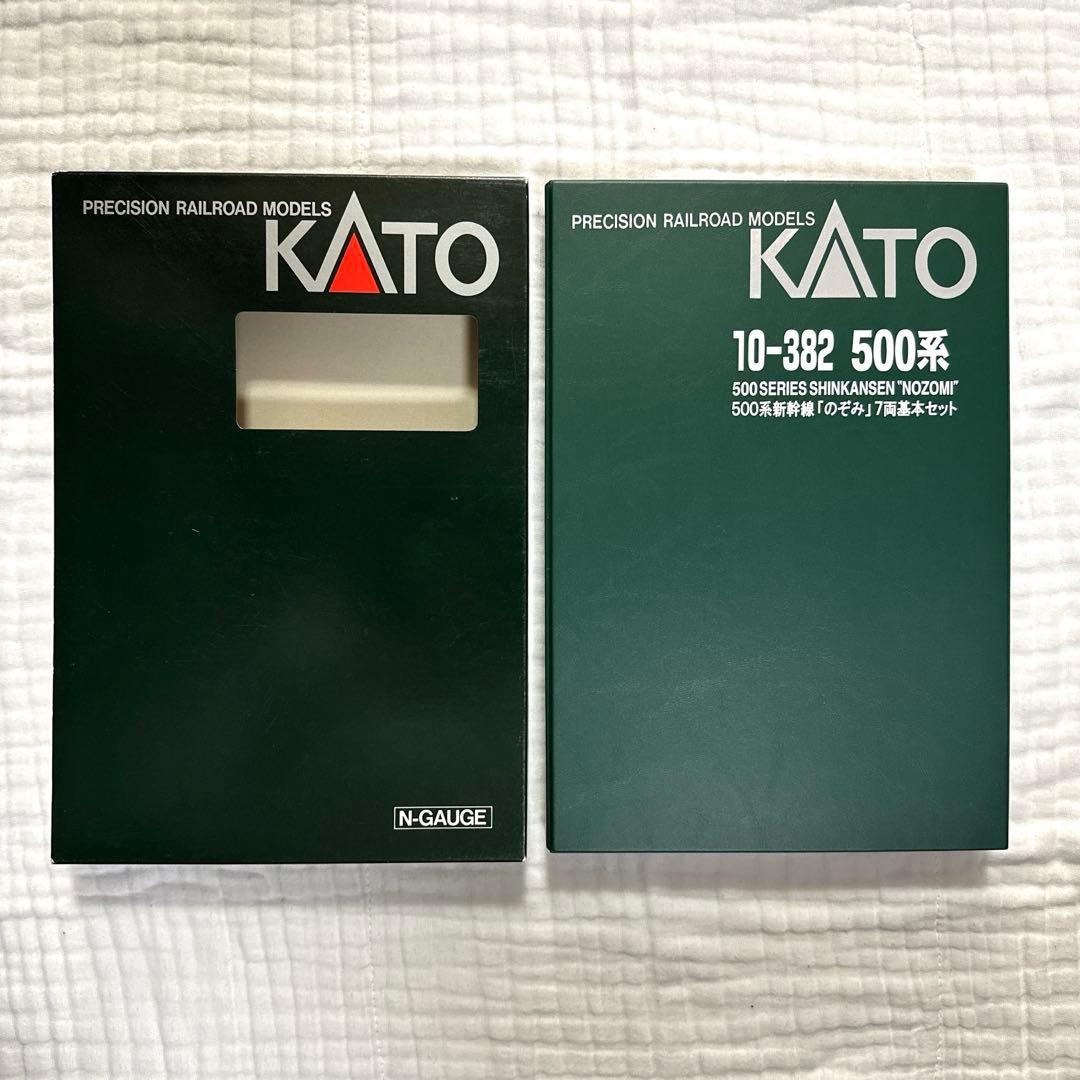 PRECISION RAILROAD MODELS
KATO
N-GAUGE
PRECISION RAILROAD MODELS
KATO
10-382 500系
500 SERIES SHINKANSEN "NOZOMI"
500系新幹線「のぞみ」7両基本セット